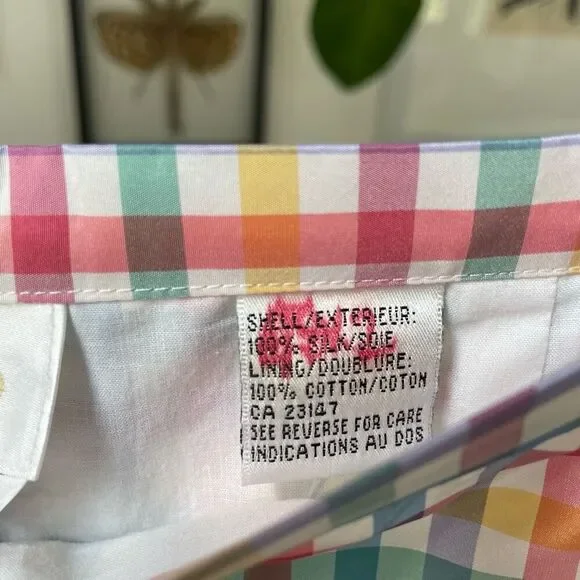 SHELL/EXTERIEUR:
100% SILK/SOIE
LINING/DOUBLURE:
100% COTTON/COTON
CA 23147
SEE REVERSE FOR CARE
INDICATIONS AU DOS